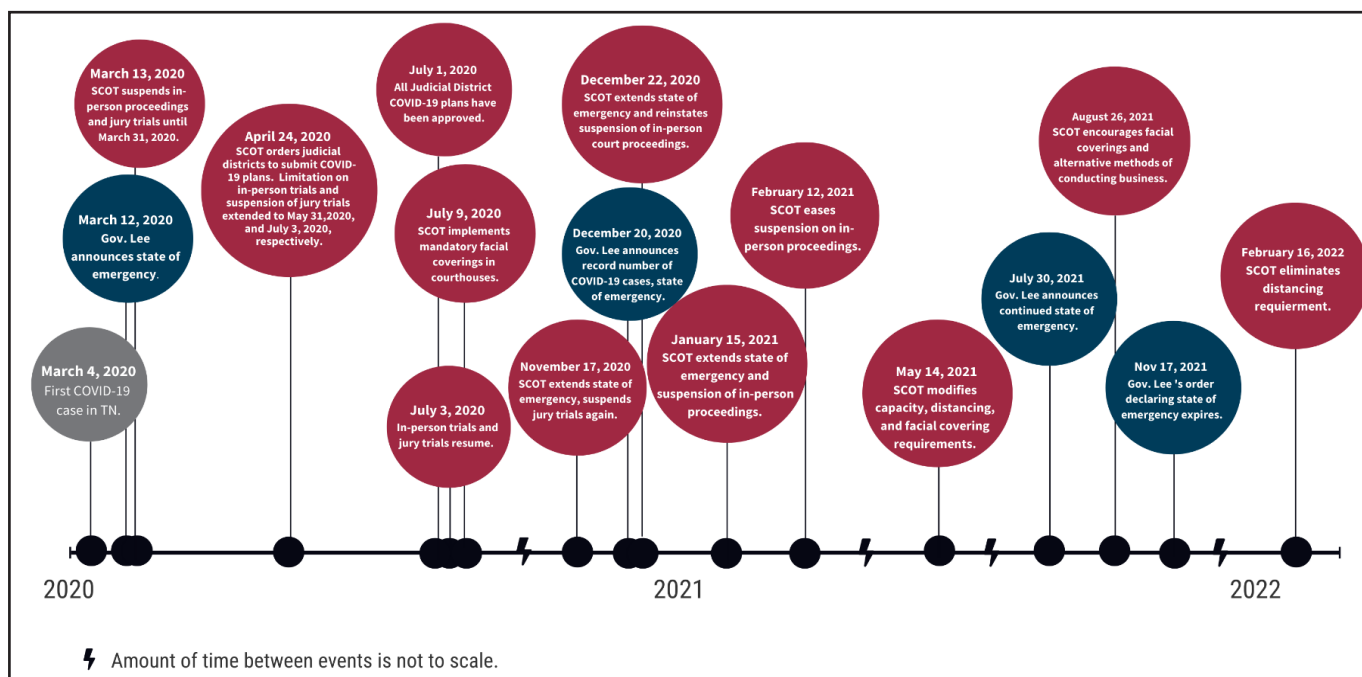 March 13, 2020
SCOT suspends in-
person proceedings
and jury trials until
March 31, 2020.
March 12, 2020
Gov. Lee
announces state of
emergency.
March 4, 2020
First COVID-19
case in TN.
April 24, 2020
SCOT orders judicial
districts to submit COVID-
19 plans. Limitation on
in-person trials and
suspension of jury trials
extended to May 31,2020,
and July 3, 2020,
respectively.
July 1, 2020
All Judicial District
COVID-19 plans have
been approved.
July 9, 2020
SCOT implements
mandatory facial
coverings in
courthouses.
July 3, 2020
In-person trials and
jury trials resume.
December 22, 2020
SCOT extends state of
emergency and reinstates
suspension of in-person
court proceedings.
December 20, 2020
Gov. Lee announces
record number of
COVID-19 cases, state
of emergency.
November 17, 2020
SCOT extends state of
emergency, suspends
jury trials again.
February 12, 2021
SCOT eases
suspension on in-
person proceedings.
January 15, 2021
SCOT extends state of
emergency and
suspension of in-person
proceedings.
May 14, 2021
SCOT modifies
capacity, distancing,
and facial covering
requirements.
August 26, 2021
SCOT encourages facial
coverings and
alternative methods of
conducting business.
July 30, 2021
Gov. Lee announces
continued state of
emergency.
Nov 17, 2021
Gov. Lee 's order
declaring state of
emergency expires.
February 16, 2022
SCOT eliminates
distancing
requierment.
2020
2021
2022
Amount of time between events is not to scale.